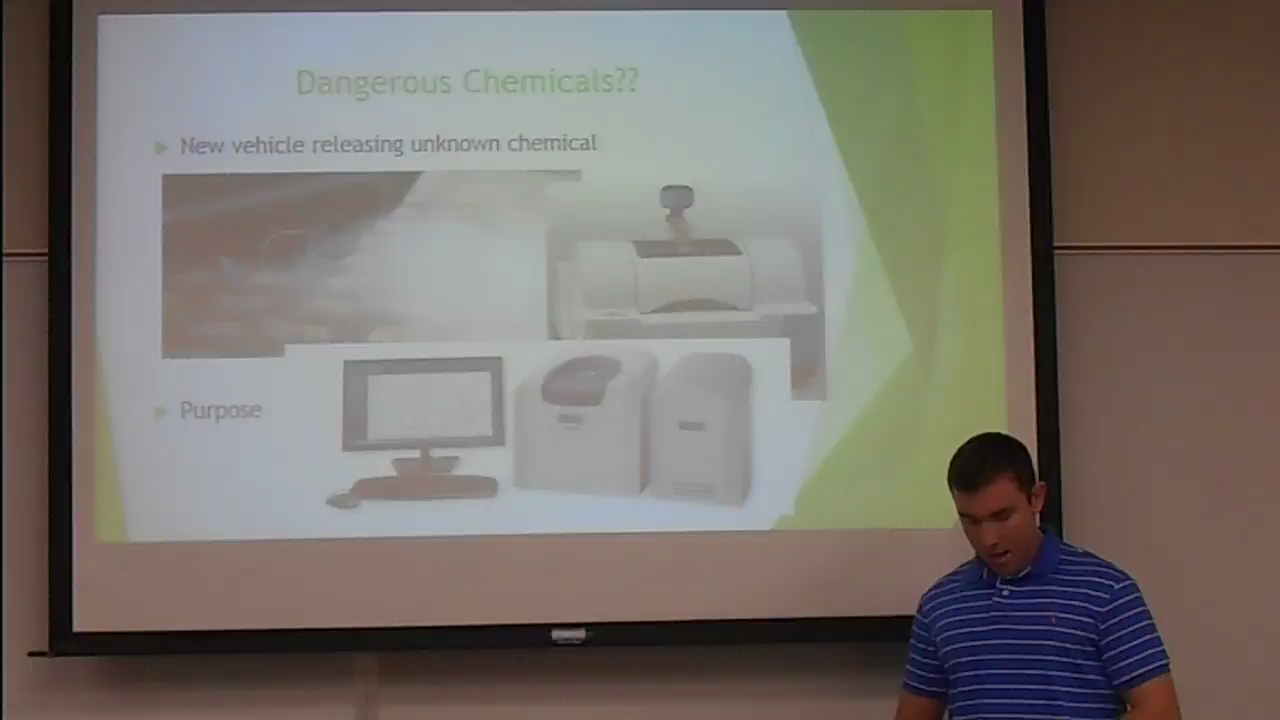 Dangerous Chemicals??
New vehicle releasing unknown chemical
Purpose